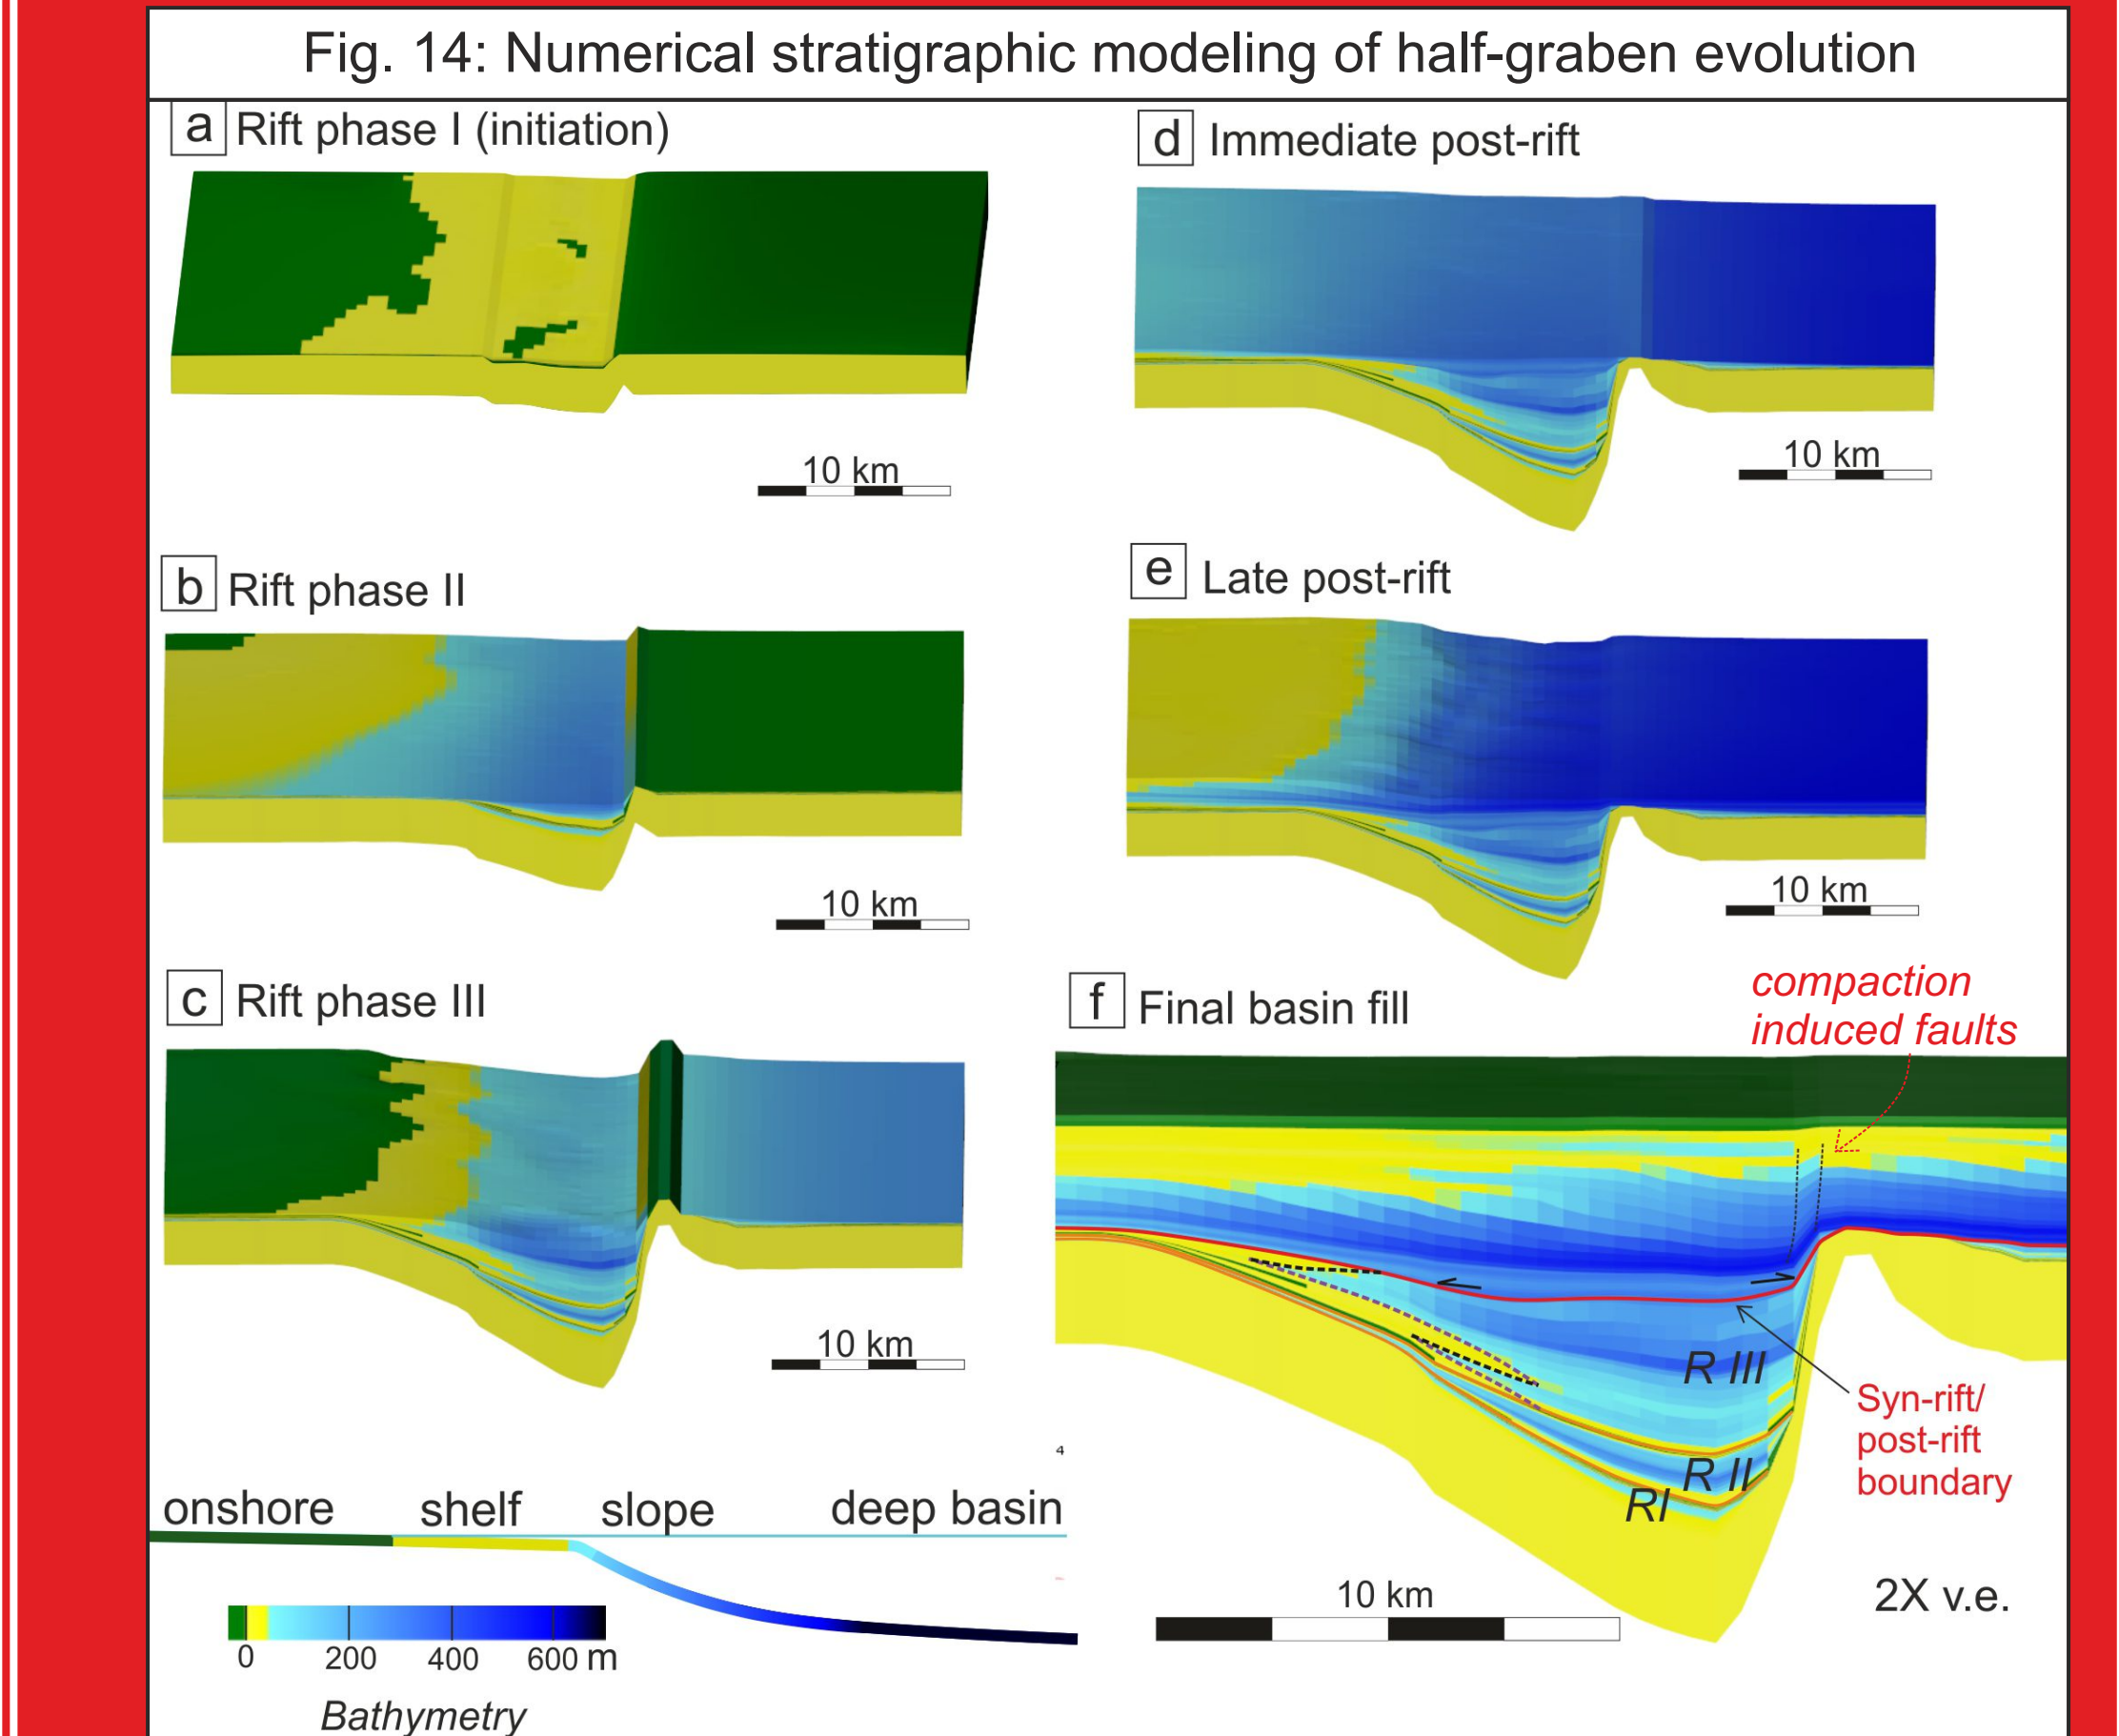 Fig. 14: Numerical stratigraphic modeling of half-graben evolution
a Rift phase I (initiation)
10 km
b Rift phase II
10 km
c Rift phase III
10 km
d Immediate post-rift
10 km
e Late post-rift
10 km
f Final basin fill
compaction
induced faults
R III
R II
RI
Syn-rift/
post-rift
boundary
10 km
2X v.e.
4
onshore shelf slope deep basin
0 200 400 600 m
Bathymetry